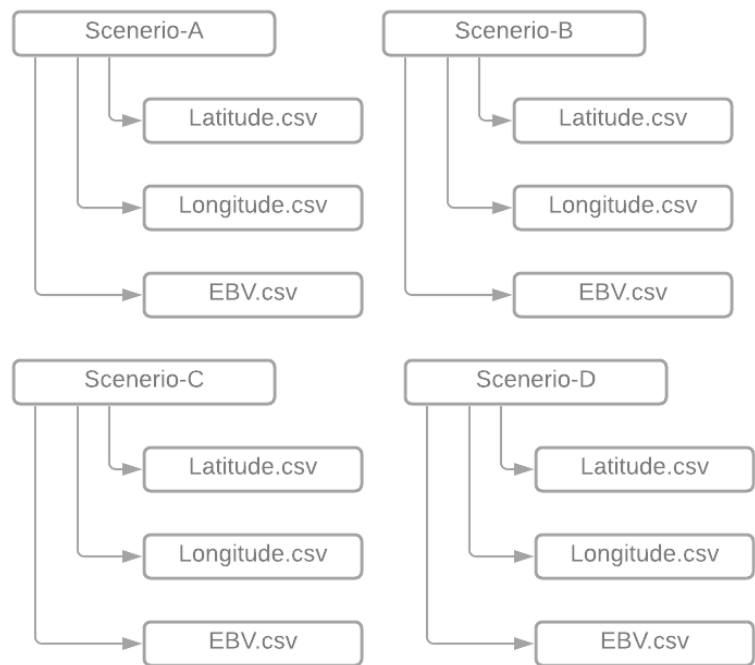 Scenerio-A
Latitude.csv
Longitude.csv
EBV.csv
Scenerio-B
Latitude.csv
Longitude.csv
EBV.csv
Scenerio-C
Latitude.csv
Longitude.csv
EBV.csv
Scenerio-D
Latitude.csv
Longitude.csv
EBV.csv